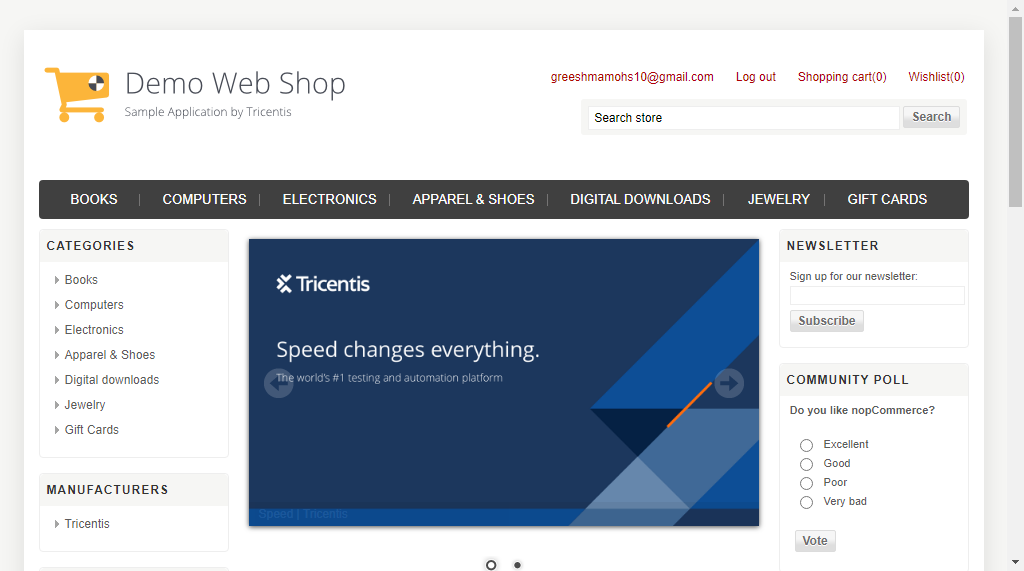 Demo Web Shop
Sample Application by Tricentis
greeshmamohs10@gmail.com Log out Shopping cart(0) Wishlist(0)
Search store Search
BOOKS COMPUTERS ELECTRONICS APPAREL & SHOES DIGITAL DOWNLOADS JEWELRY GIFT CARDS
CATEGORIES
Books
Computers
Electronics
Apparel & Shoes
Digital downloads
Jewelry
Gift Cards
MANUFACTURERS
Tricentis
Tricentis
Speed changes everything.
The world's #1 testing and automation platform
Speed | Tricentis
NEWSLETTER
Sign up for our newsletter:
Subscribe
COMMUNITY POLL
Do you like nopCommerce?
Excellent
Good
Poor
Very bad
Vote